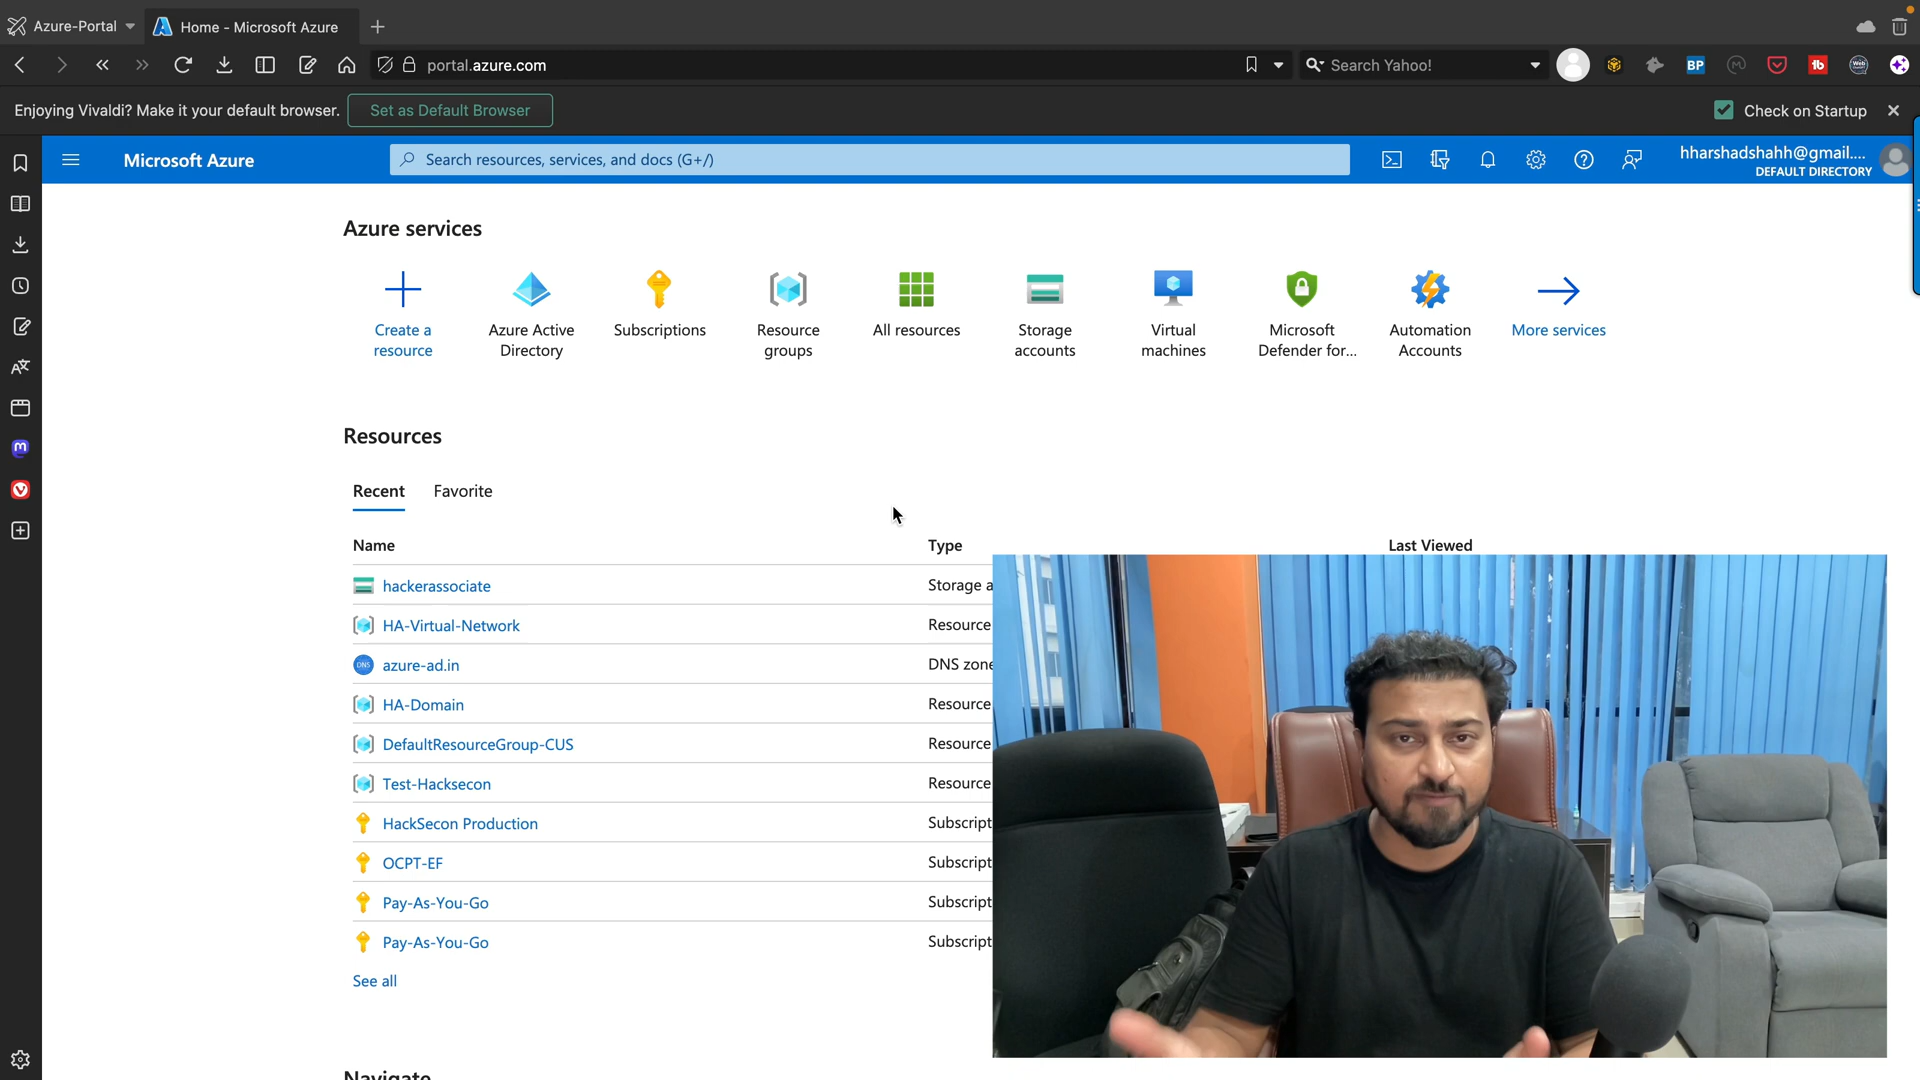 Azure-Portal
Home - Microsoft Azure
portal.azure.com
Search Yahoo!
BP
Enjoying Vivaldi? Make it your default browser.
Set as Default Browser
Check on Startup
Microsoft Azure
Search resources, services, and docs (G+/)
hharshadshahh@gmail....
DEFAULT DIRECTORY
Azure services
Create a
resource
Azure Active
Directory
Subscriptions
Resource
groups
All resources
Storage
accounts
Virtual
machines
Microsoft
Defender for...
Automation
Accounts
More services
Resources
Recent
Favorite
Name
Type
Last Viewed
hackerassociate
Storage a
HA-Virtual-Network
Resource
DNS
azure-ad.in
DNS zone
HA-Domain
Resource
DefaultResourceGroup-CUS
Resource
Test-Hacksecon
Resource
HackSecon Production
Subscript
OCPT-EF
Subscript
Pay-As-You-Go
Subscript
Pay-As-You-Go
Subscript
See all
Navigate